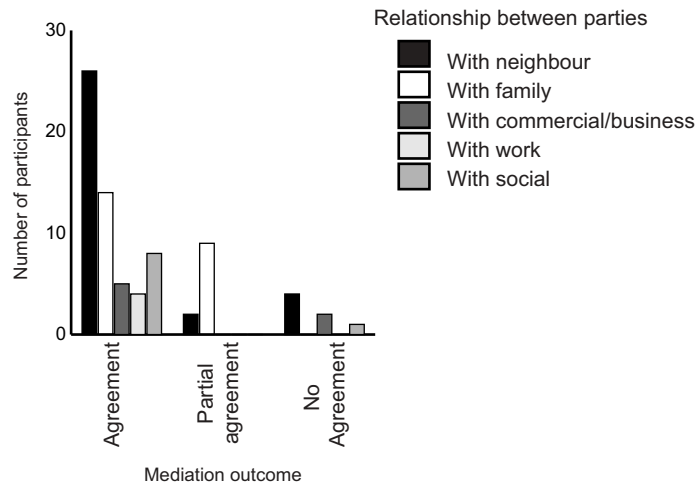 Relationship between parties
With neighbour
With family
With commercial/business
With work
With social
Number of participants
30
20
10
0
Agreement
Partial
agreement
No
Agreement
Mediation outcome